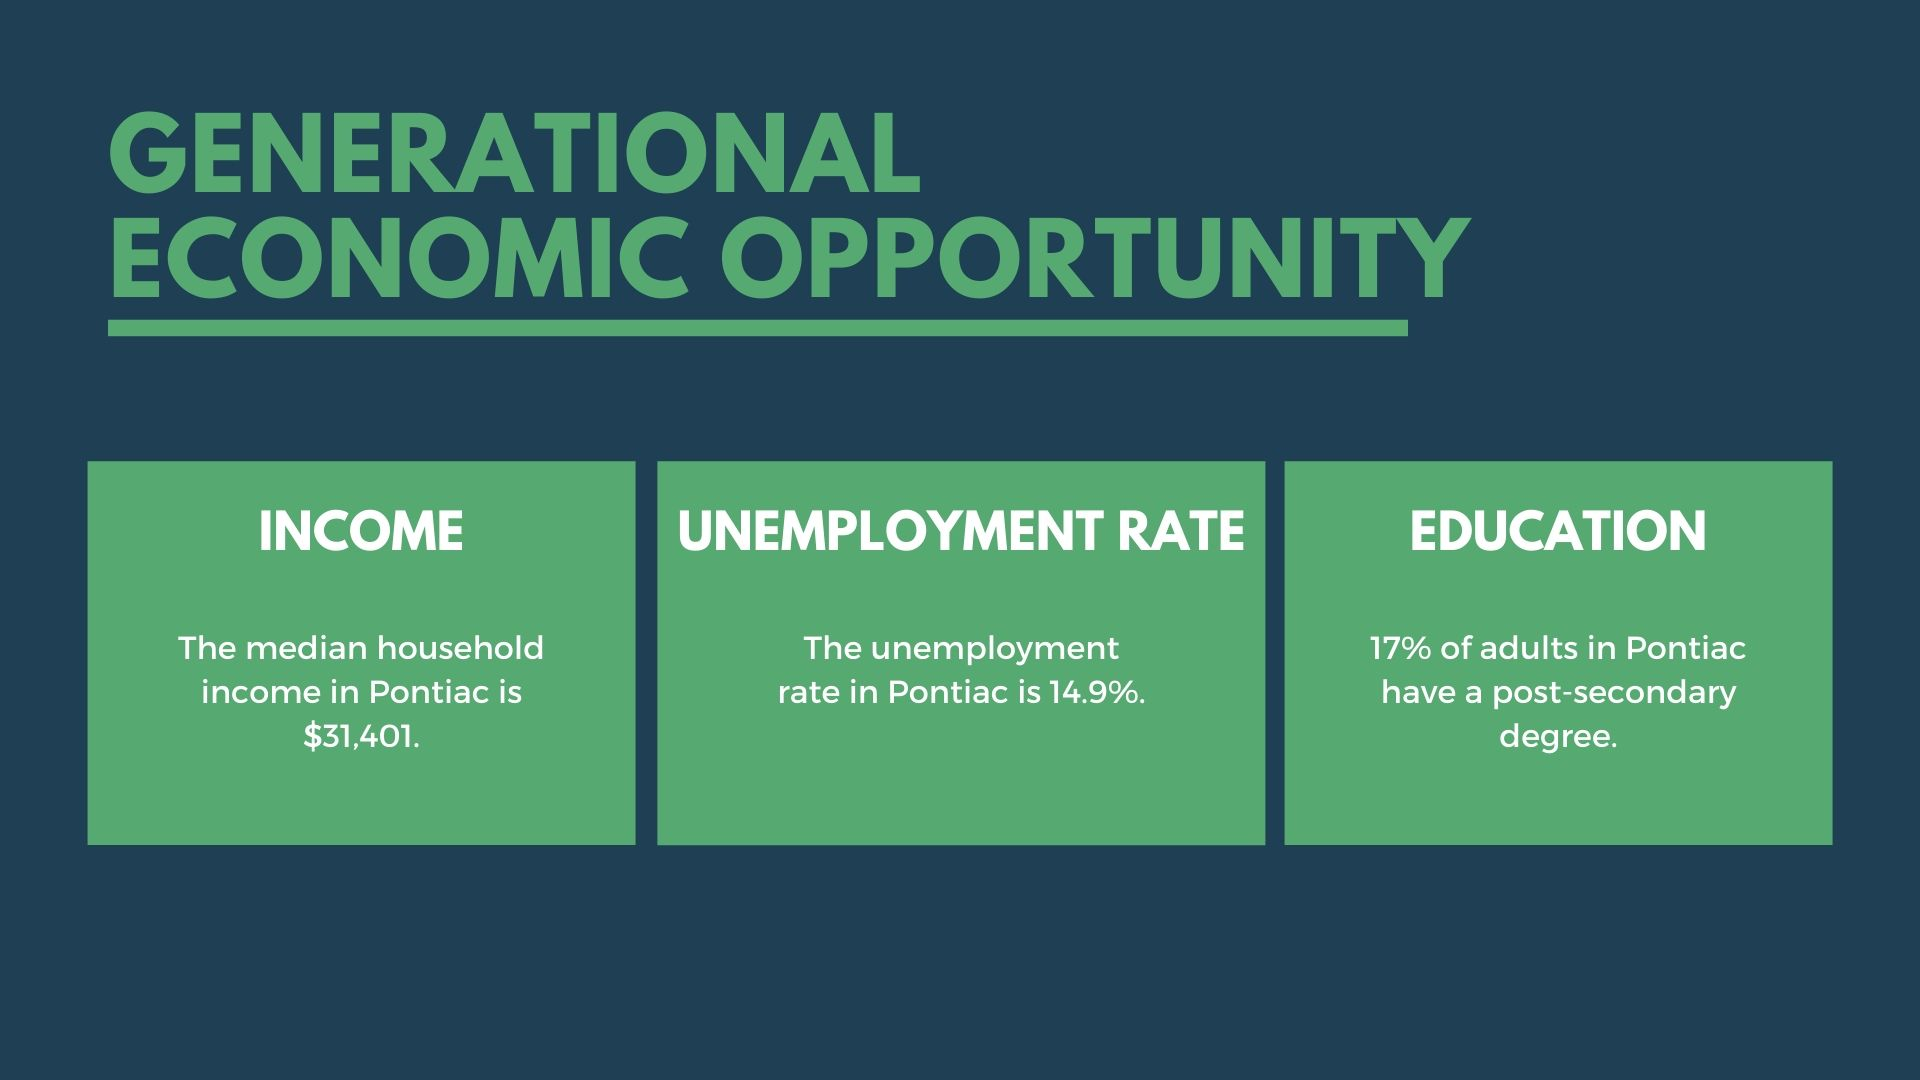 GENERATIONAL
ECONOMIC OPPORTUNITY
INCOME
The median household
income in Pontiac is
$31,401.
UNEMPLOYMENT RATE
The unemployment
rate in Pontiac is 14.9%.
EDUCATION
17% of adults in Pontiac
have a post-secondary
degree.